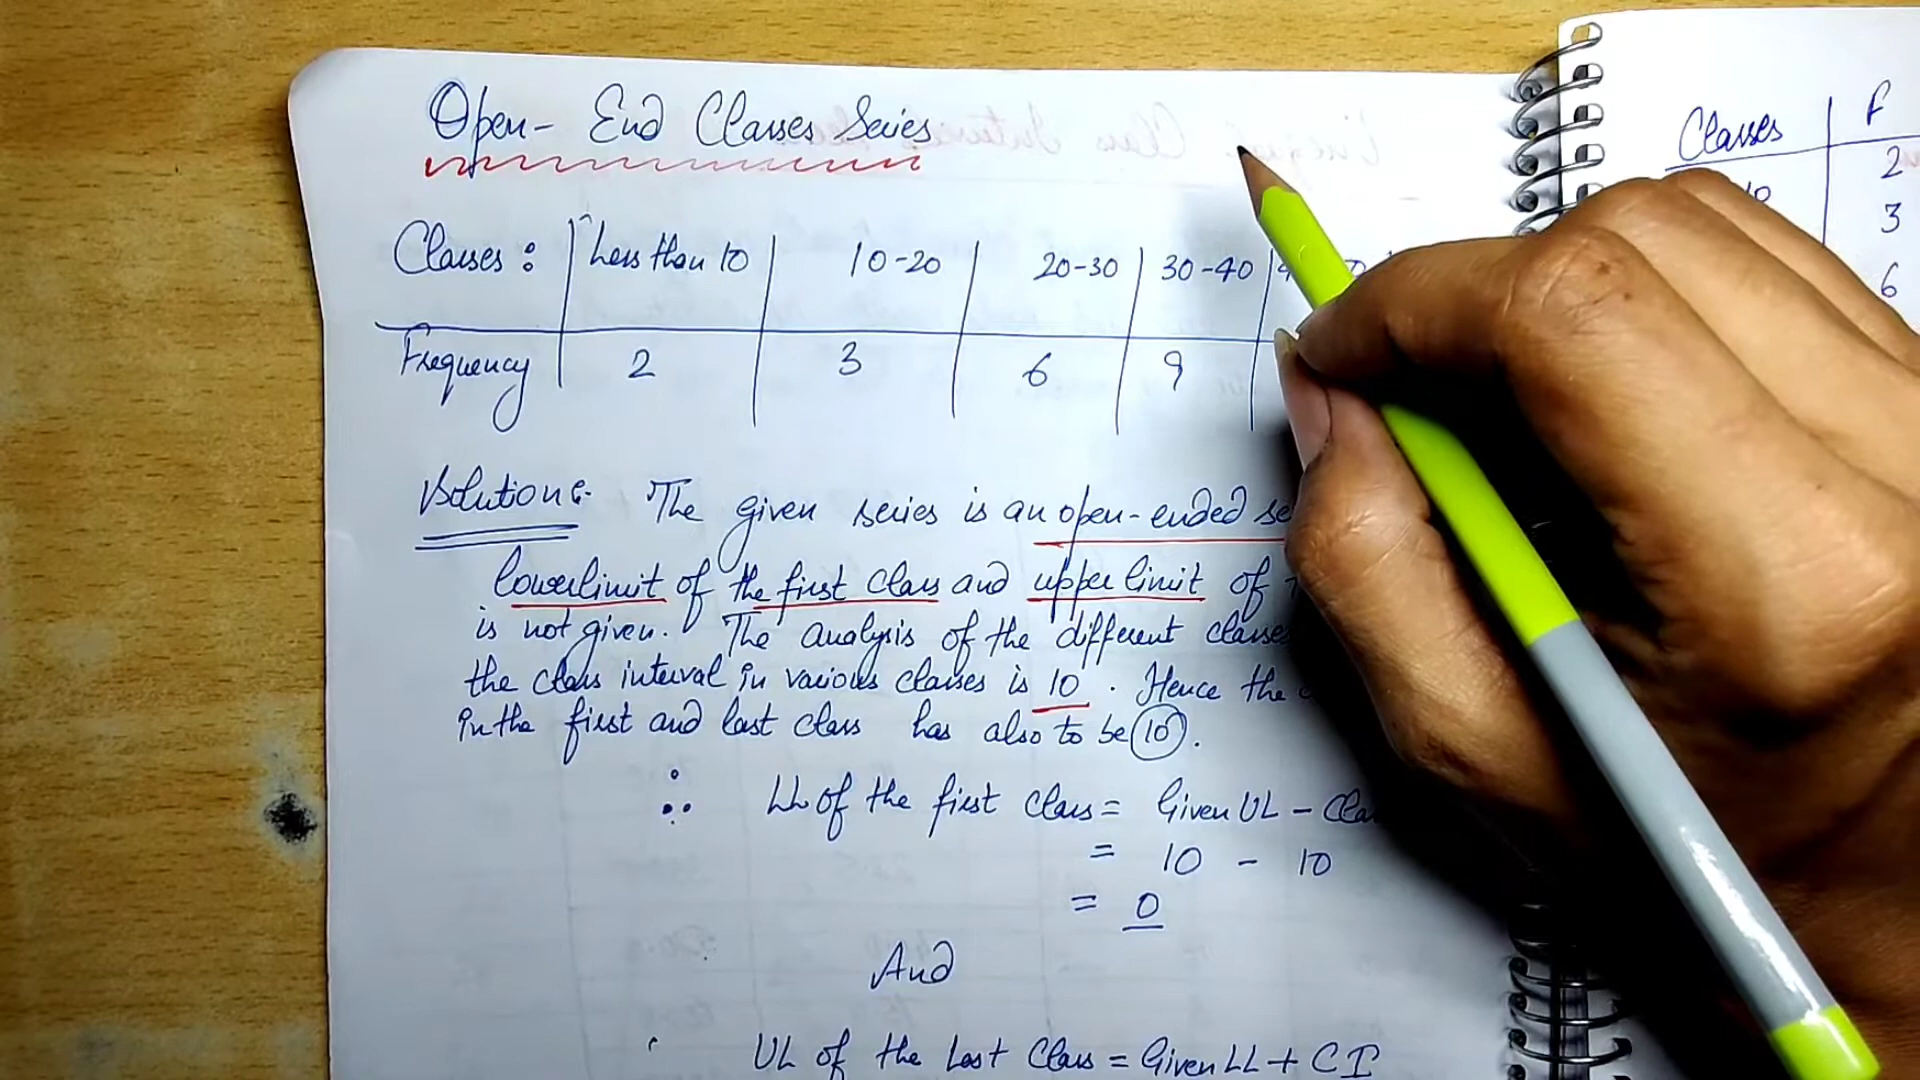 Open- End Classes Series
Classes : Less than 10 10-20 20-30 30-40
Frequency 2 3 6 9
Solution:- The given series is an open-ended
Lower limit of the first class and upper limit of
is not given. The analysis of the different classes
the class interval in various classes is 10 . Hence the
in the first and last class has also to be 10 .
∴ LL of the first class = Given UL -
= 10 - 10
= 0
And
UL of the Last Class = Given LL + CI
Classes F
2
3
6